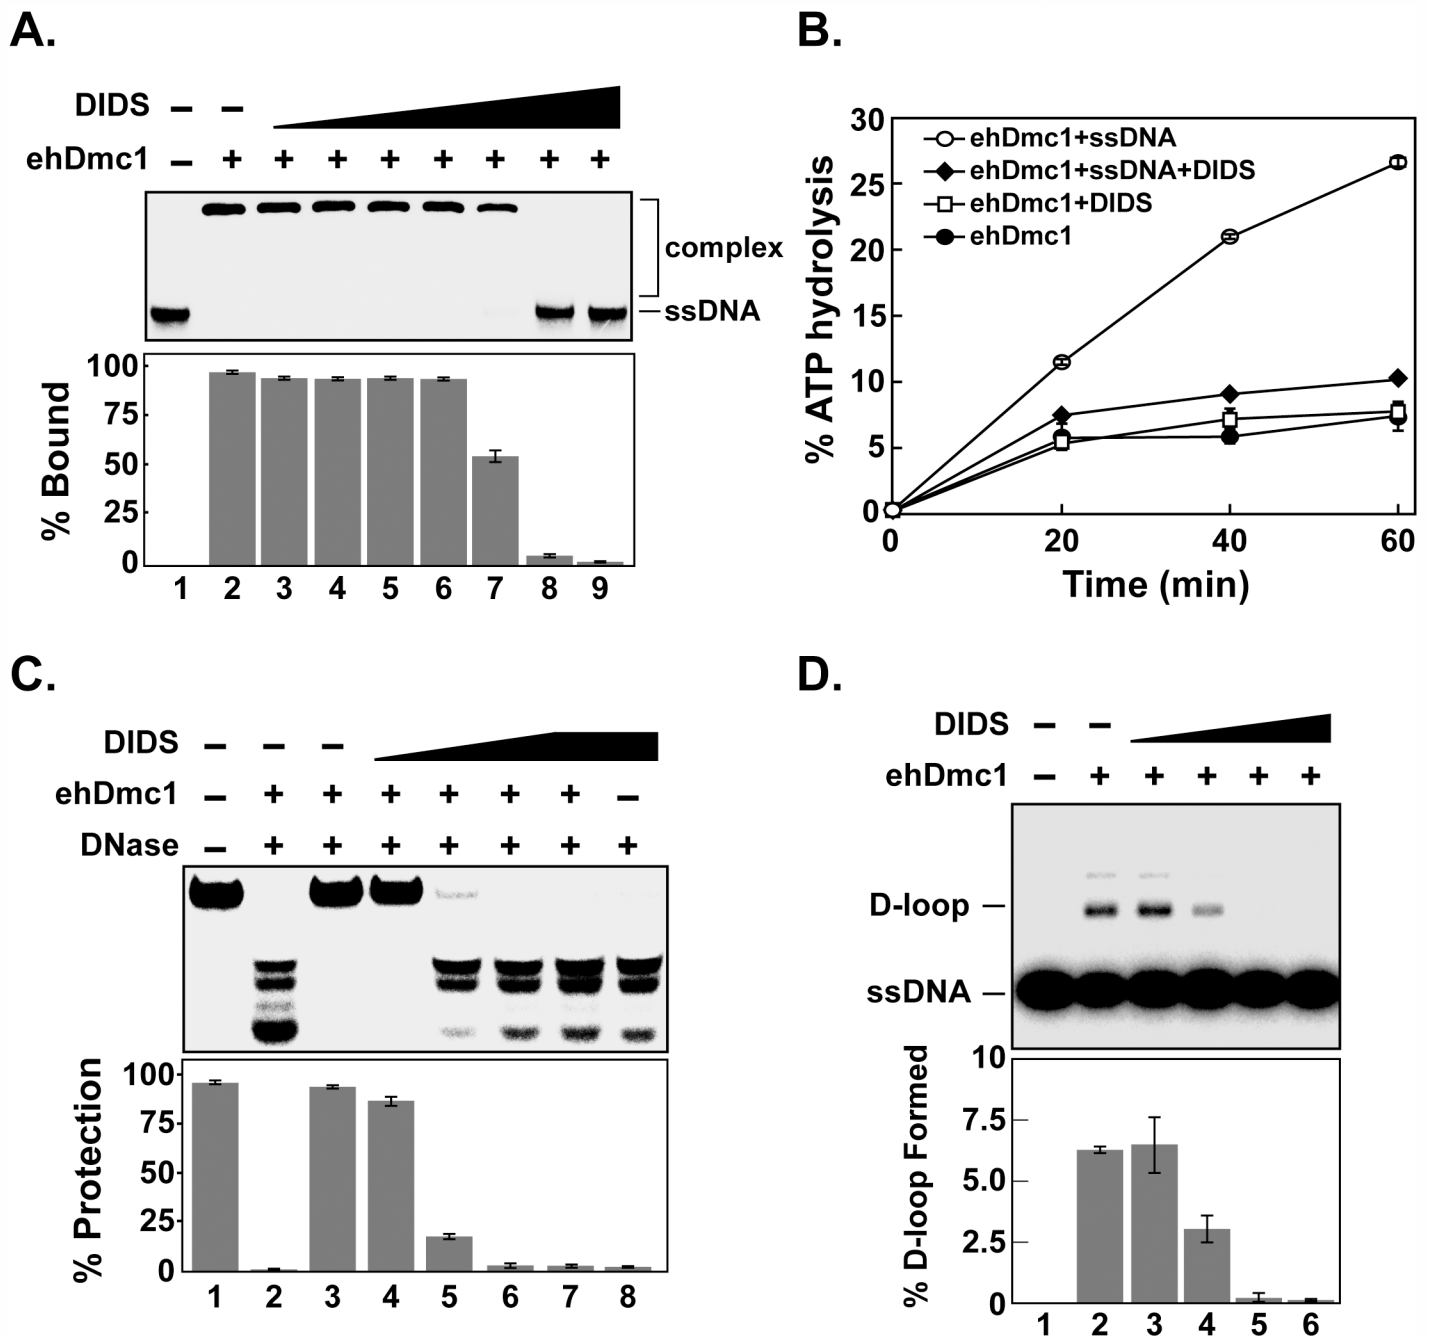 A.
DIDS – –
ehDmc1 – + + + + + + + +
complex
ssDNA
100
75
50
25
0
% Bound
1 2 3 4 5 6 7 8 9
B.
30
25
20
15
10
5
0
% ATP hydrolysis
ehDmc1+ssDNA
ehDmc1+ssDNA+DIDS
ehDmc1+DIDS
ehDmc1
0 20 40 60
Time (min)
C.
DIDS – – –
ehDmc1 – + + + + + + –
DNase – + + + + + + +
100
75
50
25
0
% Protection
1 2 3 4 5 6 7 8
D.
DIDS – –
ehDmc1 – + + + + +
D-loop
ssDNA
10
7.5
5.0
2.5
0
% D-loop Formed
1 2 3 4 5 6